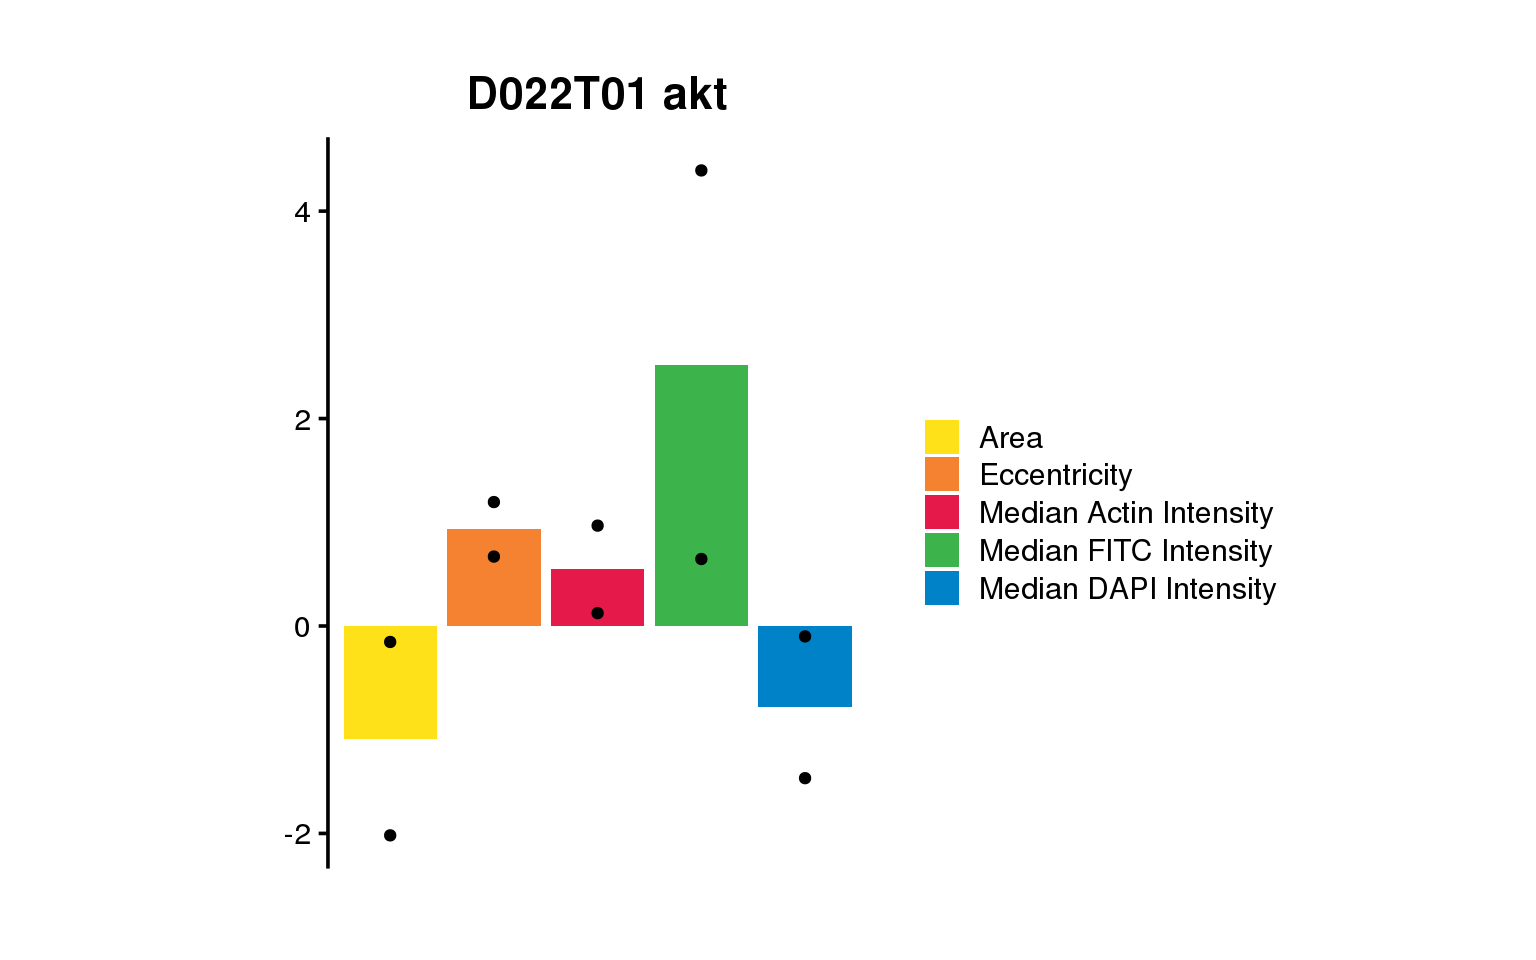 D022T01 akt
4
2
0
-2
Area
Eccentricity
Median Actin Intensity
Median FITC Intensity
Median DAPI Intensity